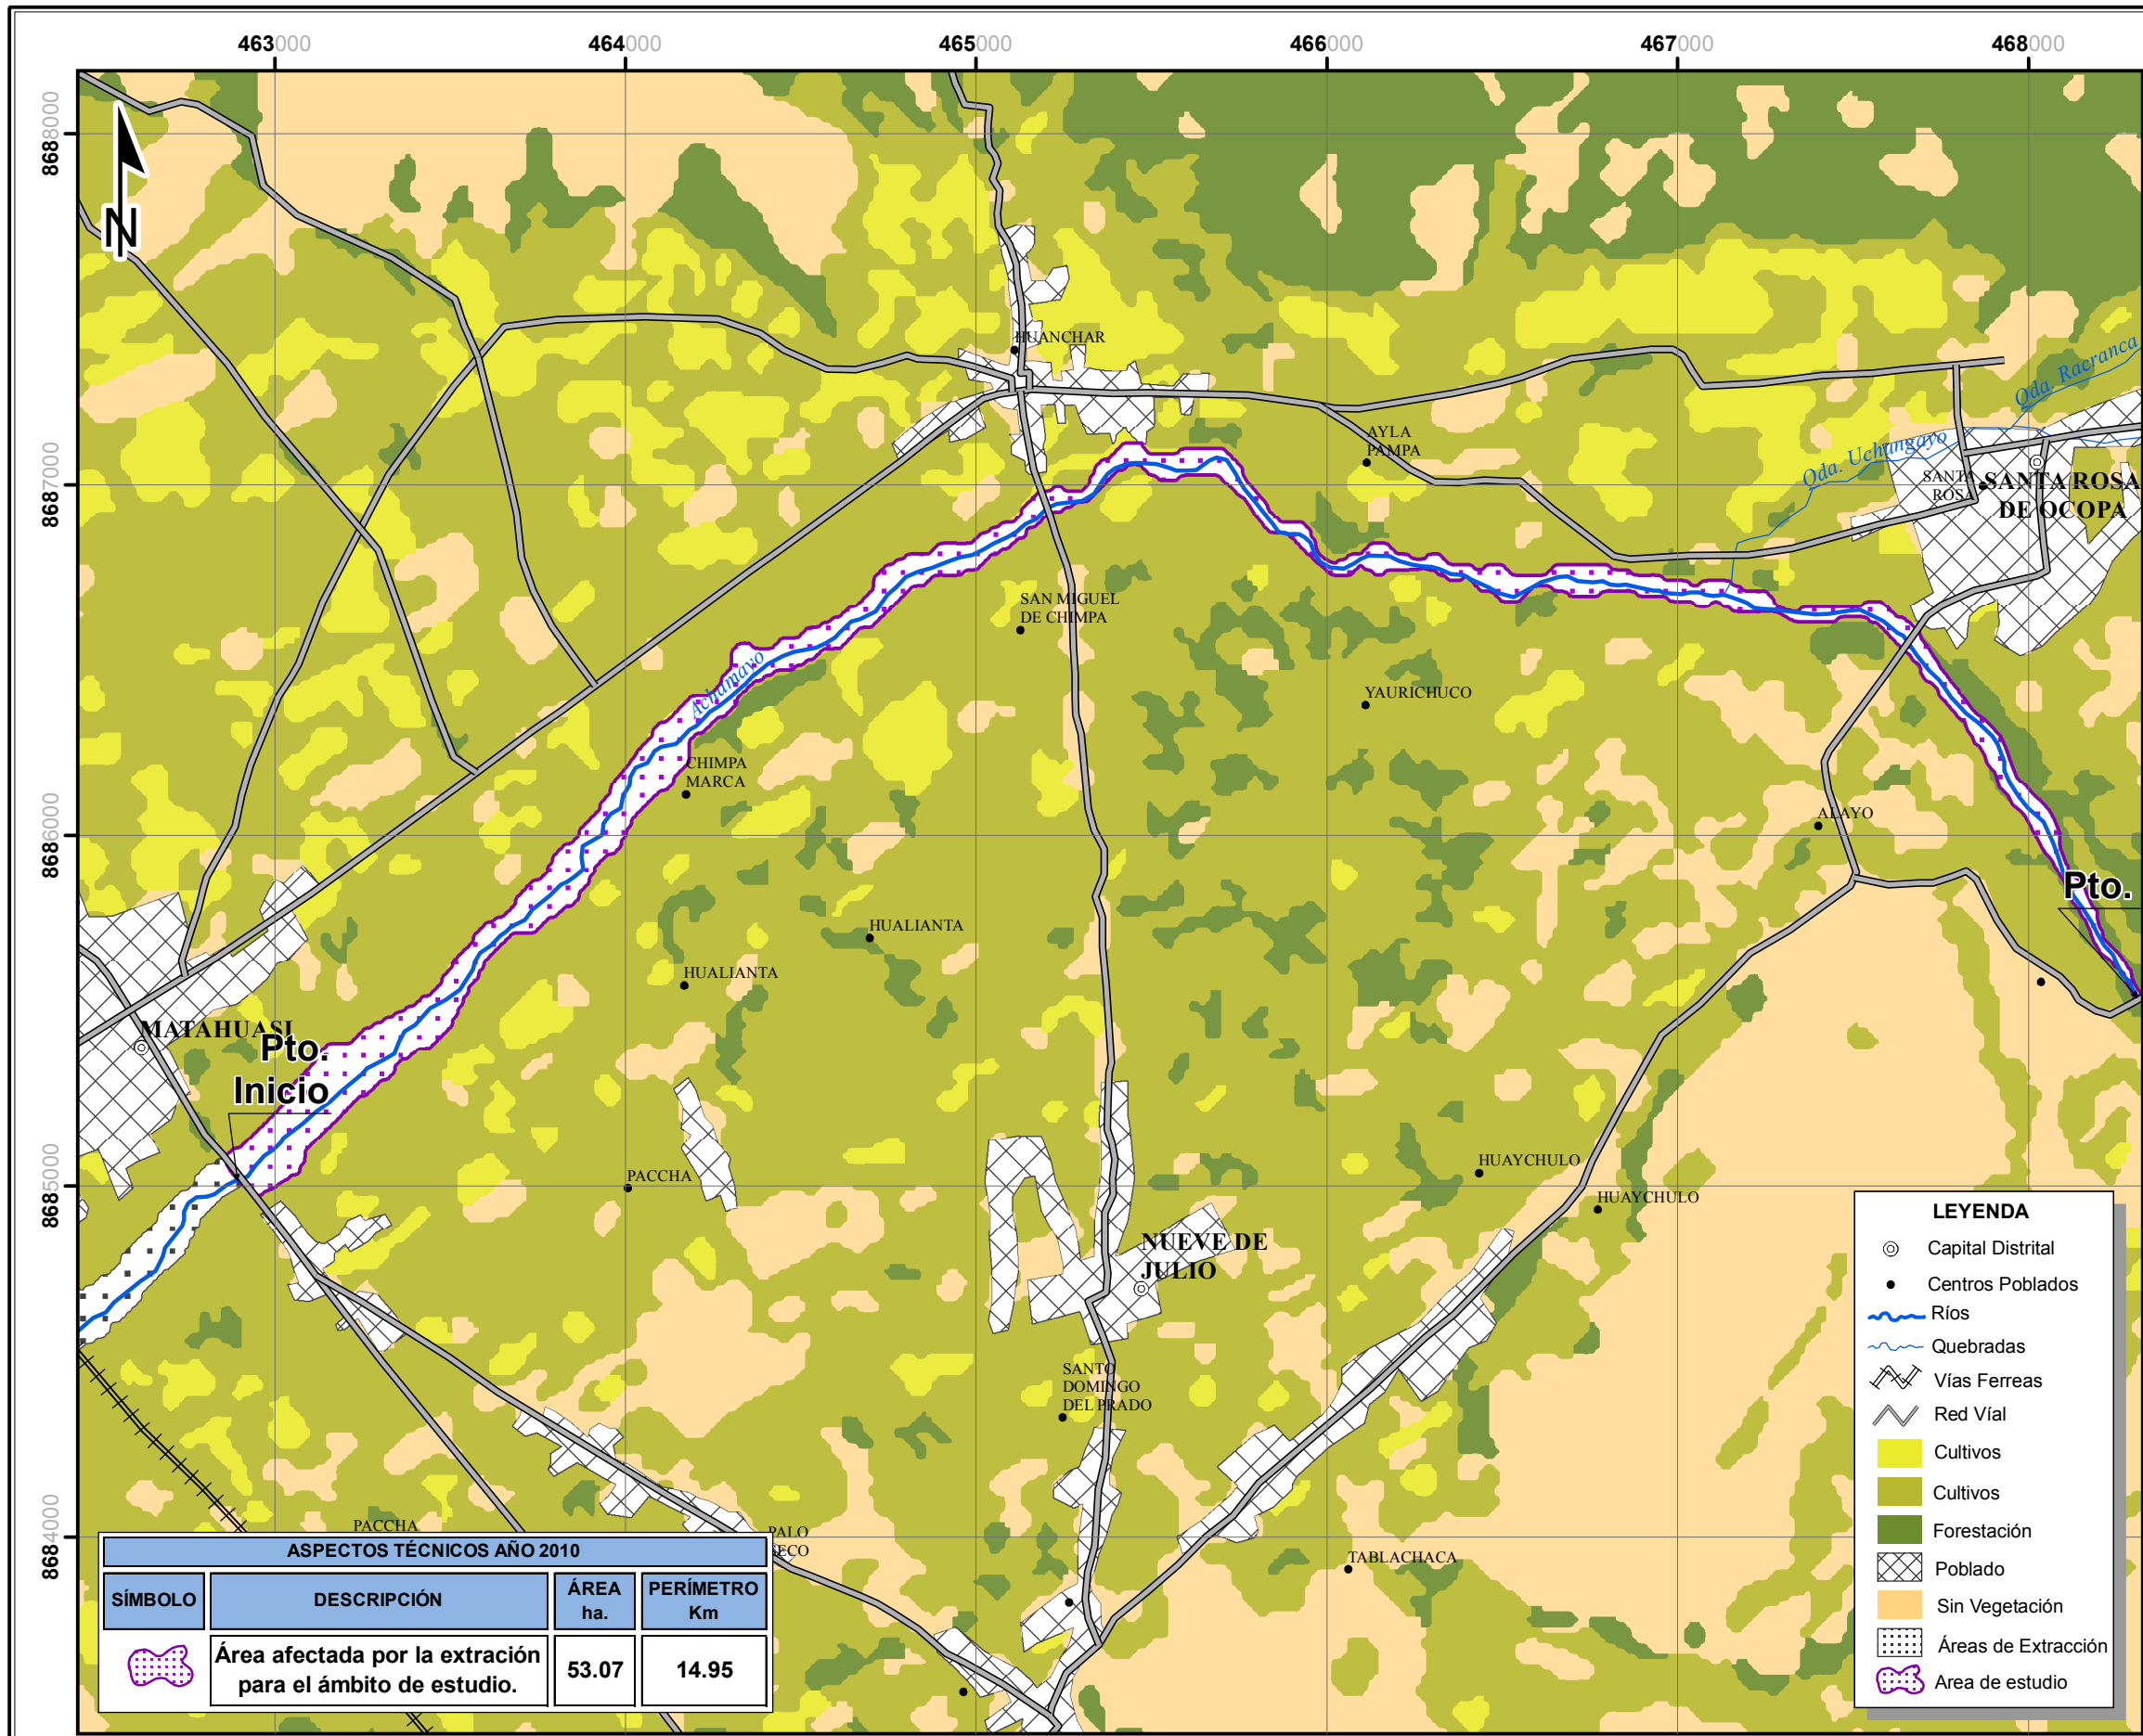 463000 464000 465000 466000 467000 468000
8688000
8687000
8686000
8685000
8684000
N
HUANCHAR
AYLA
PAMPA
Qda. Racranca
Qda. Uchungayo
SANTA
ROSA
SANTA ROSA
DE OCOPA
SAN MIGUEL
DE CHIMPA
Achamayo
YAURICHUCO
CHIMPA
MARCA
ALAYO
Pto.
HUALIANTA
HUALIANTA
MATAHUASI
Pto.
Inicio
PACCHA
HUAYCHULO
HUAYCHULO
NUEVE DE
JULIO
SANTO
DOMINGO
DEL PRADO
PACCHA
PALO
TABLACHACA
ASPECTOS TÉCNICOS AÑO 2010
SÍMBOLO DESCRIPCIÓN ÁREA ha. PERÍMETRO Km
Área afectada por la extración
para el ámbito de estudio.
53.07 14.95
LEYENDA
Capital Distrital
Centros Poblados
Ríos
Quebradas
Vías Ferreas
Red Víal
Cultivos
Cultivos
Forestación
Poblado
Sin Vegetación
Áreas de Extracción
Area de estudio